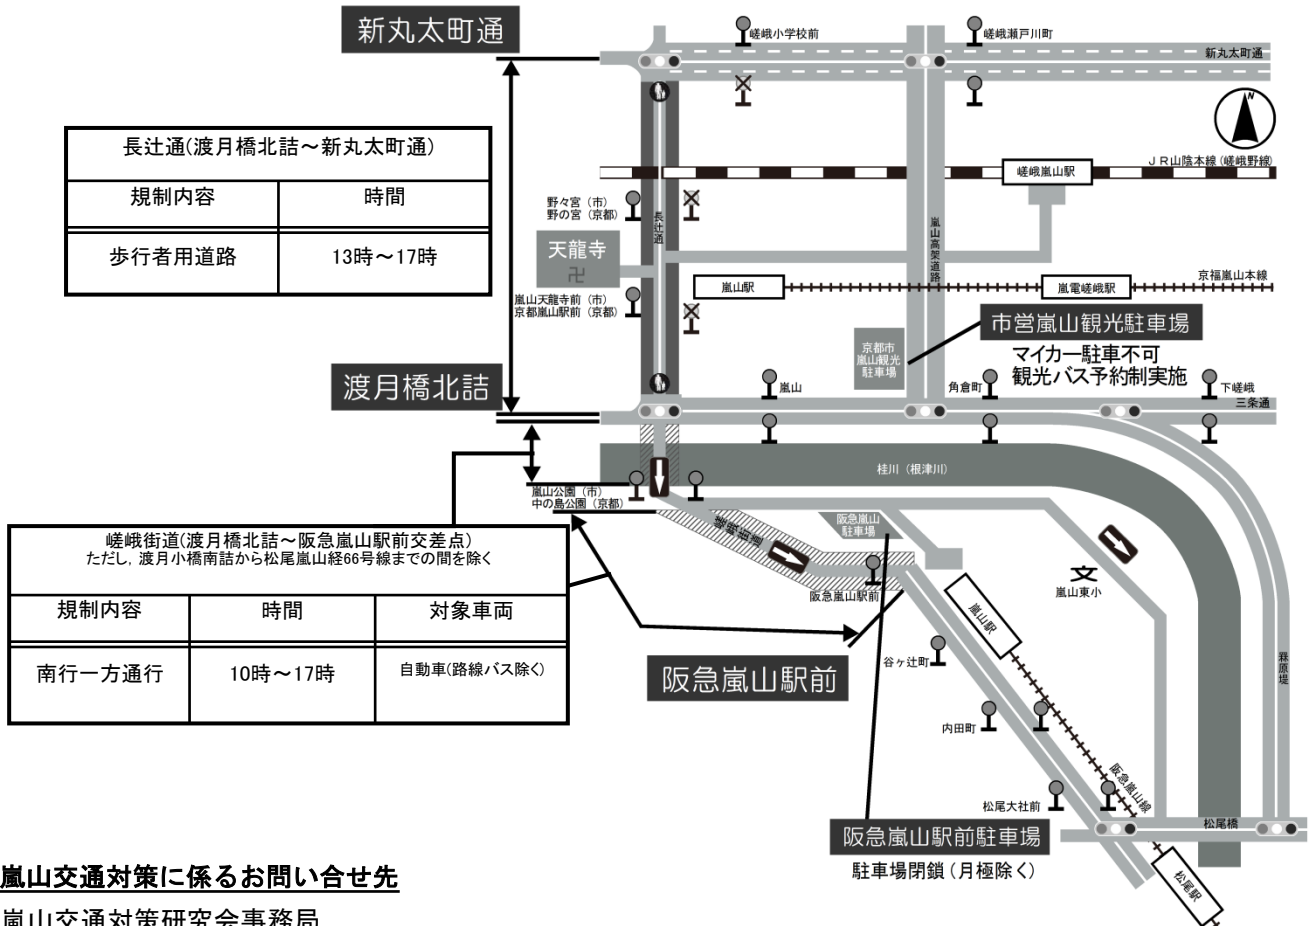 新丸太町通
嵯峨小学校前
嵯峨瀬戸川町
新丸太町通
N
長辻通(渡月橋北詰～新丸太町通)
規制内容
時間
歩行者用道路
13時～17時
ＪＲ山陰本線(嵯峨野線)
嵯峨嵐山駅
野々宮（市）
野の宮（京都）
長辻通
嵐山高架道路
天龍寺
卍
京福嵐山本線
嵐山駅
嵐電嵯峨駅
嵐山天龍寺前（市）
京都嵐山駅前（京都）
市営嵐山観光駐車場
マイカー駐車不可
観光バス予約制実施
京都市
嵐山観光
駐車場
渡月橋北詰
嵐山
角倉町
下嵯峨
三条通
桂川（根津川）
嵐山公園（市）
中の島公園（京都）
阪急嵐山
駐車場
嵯峨街道
嵯峨街道(渡月橋北詰～阪急嵐山駅前交差点)
ただし，渡月小橋南詰から松尾嵐山経66号線までの間を除く
規制内容
時間
対象車両
南行一方通行
10時～17時
自動車(路線バス除く)
文
嵐山東小
阪急嵐山駅前
嵐山駅
阪急嵐山駅前
谷ヶ辻町
罧原堤
内田町
阪急嵐山線
松尾大社前
松尾橋
阪急嵐山駅前駐車場
駐車場閉鎖（月極除く）
松尾駅
嵐山交通対策に係るお問い合せ先
嵐山交通対策研究会事務局